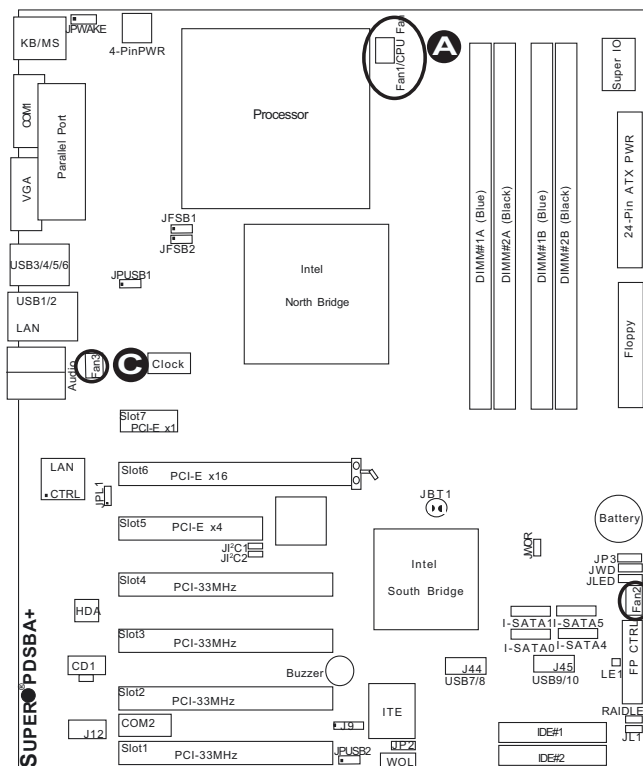 KB/MS
JPWAKE
4-PinPWR
Fan1/CPU Fan
A
Super IO
COM1
Parallel Port
Processor
VGA
24-Pin ATX PWR
DIMM#1A (Blue)
DIMM#2A (Black)
DIMM#1B (Blue)
DIMM#2B (Black)
JFSB1
JFSB2
USB3/4/5/6
JPUSB1
Intel
North Bridge
USB1/2
LAN
Floppy
Audio
Fan3
C
Clock
Slot7
PCI-E x1
LAN
CTRL
JPL1
Slot6
PCI-E x16
JBT1
Battery
Slot5
PCI-E x4
JI²C1
JI²C2
JWOR
Intel
South Bridge
JP3
JWD
JLED
Slot4
PCI-33MHz
Fan2
HDA
I-SATA1
I-SATA5
I-SATA0
I-SATA4
FP CTRL
Slot3
PCI-33MHz
CD1
Buzzer
J44
USB7/8
J45
USB9/10
LE1
SUPER® PDSBA+
Slot2
PCI-33MHz
ITE
RAIDLE
J12
COM2
J9
JL1
IDE#1
Slot1
PCI-33MHz
JPUSB2
JP2
WOL
IDE#2